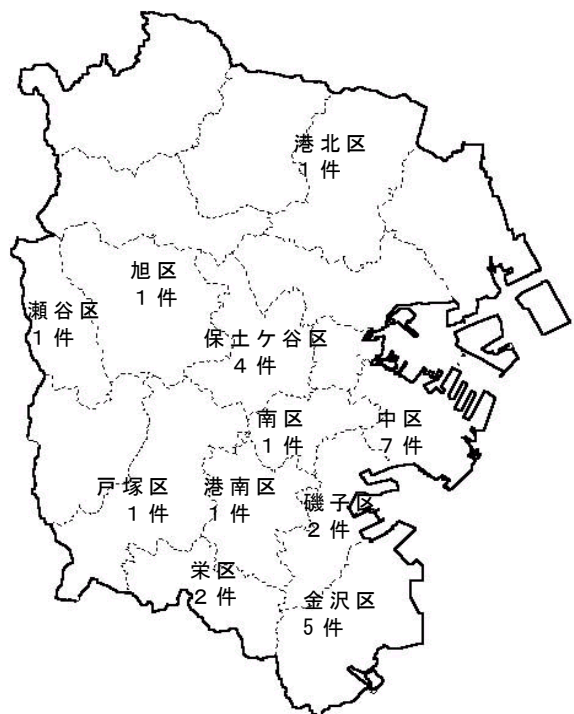 港北区
1 件
旭区
1 件
瀬谷区
1 件
保土ケ谷区
4 件
南区
1 件
中区
7 件
戸塚区
1 件
港南区
1 件
磯子区
2 件
栄区
2 件
金沢区
5 件